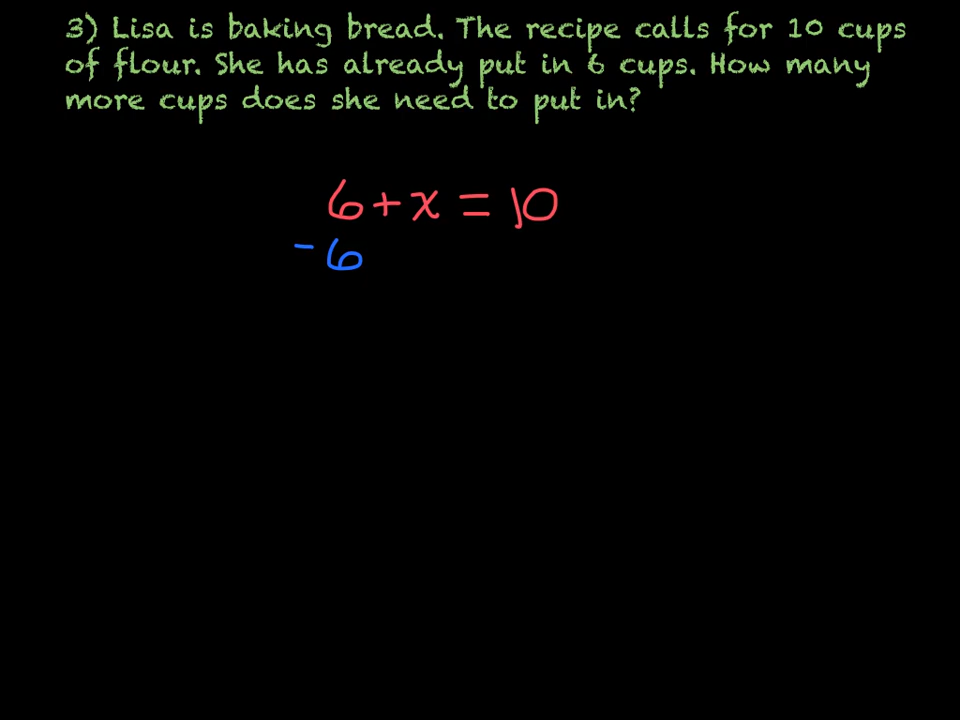 3) Lisa is baking bread. The recipe calls for 10 cups
of flour. She has already put in 6 cups. How many
more cups does she need to put in?
6 + x = 10
- 6